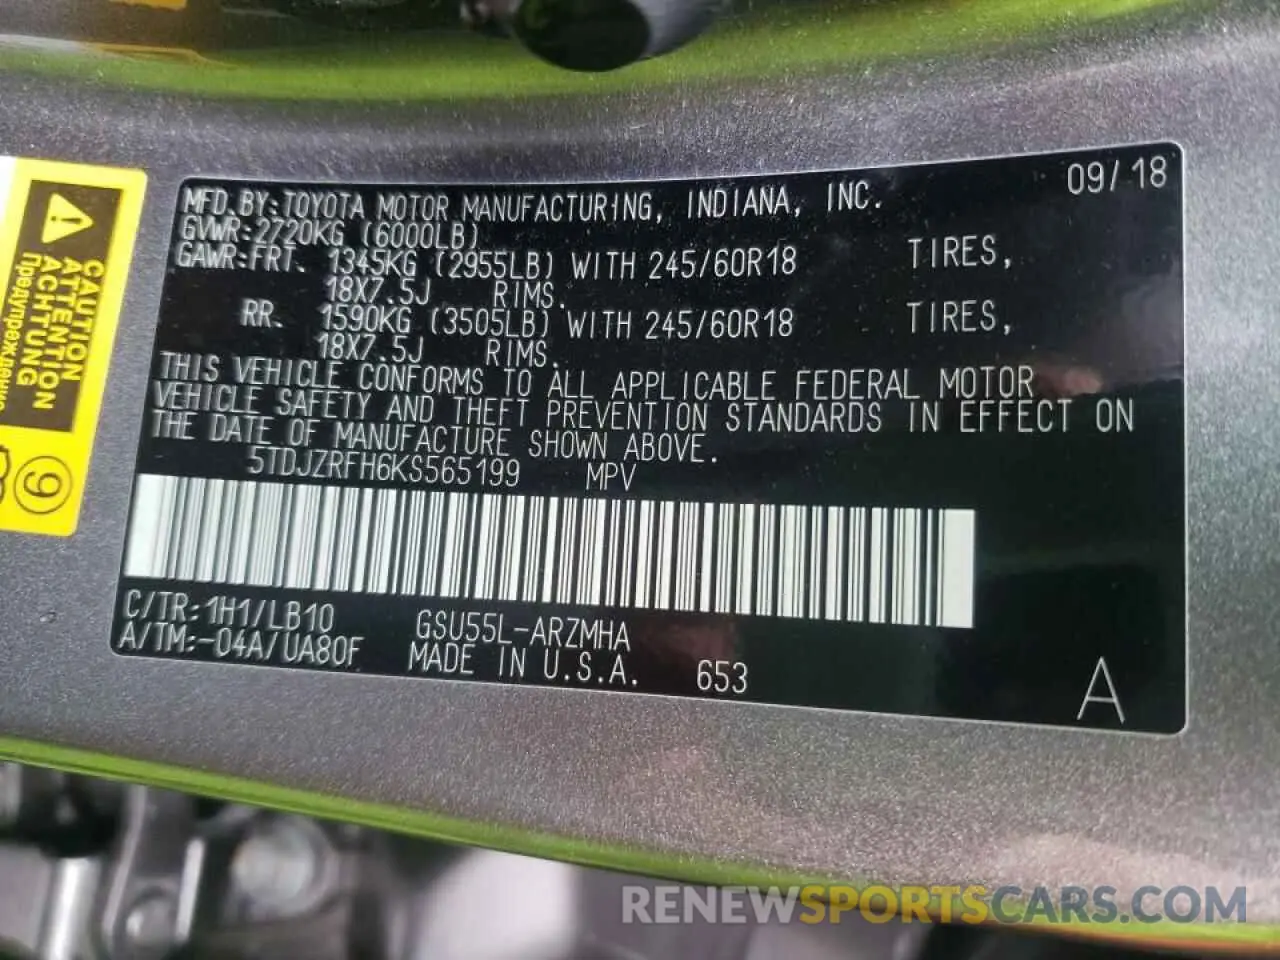 09/18
MFD.BY:TOYOTA MOTOR MANUFACTURING, INDIANA, INC.
GVWR:2720KG (6000LB)
GAWR:FRT. 1345KG (2955LB) WITH 245/60R18 TIRES,
18X7.5J RIMS.
RR. 1590KG (3505LB) WITH 245/60R18 TIRES,
18X7.5J RIMS.
THIS VEHICLE CONFORMS TO ALL APPLICABLE FEDERAL MOTOR
VEHICLE SAFETY AND THEFT PREVENTION STANDARDS IN EFFECT ON
THE DATE OF MANUFACTURE SHOWN ABOVE.
5TDJZRFH6KS565199 MPV
C/TR:1H1/LB10 GSU55L-ARZMHA
A/TM:-04A/UA80F MADE IN U.S.A. 653
A
CAUTION
ATTENTION
ACHTUNG
9
RENEWSPORTSCARS.COM